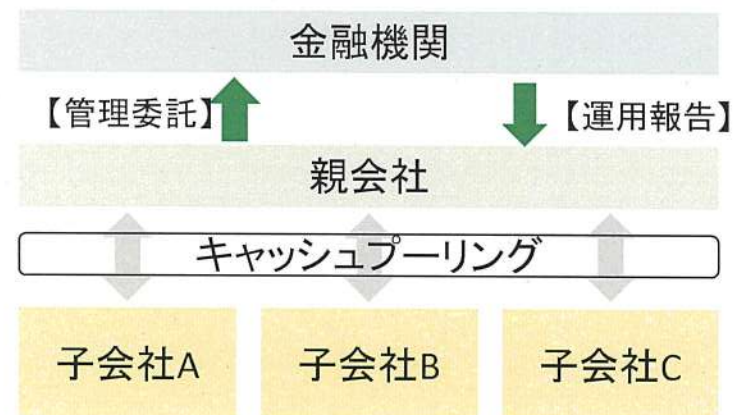 金融機関
【管理委託】
【運用報告】
親会社
キャッシュプーリング
子会社A
子会社B
子会社C